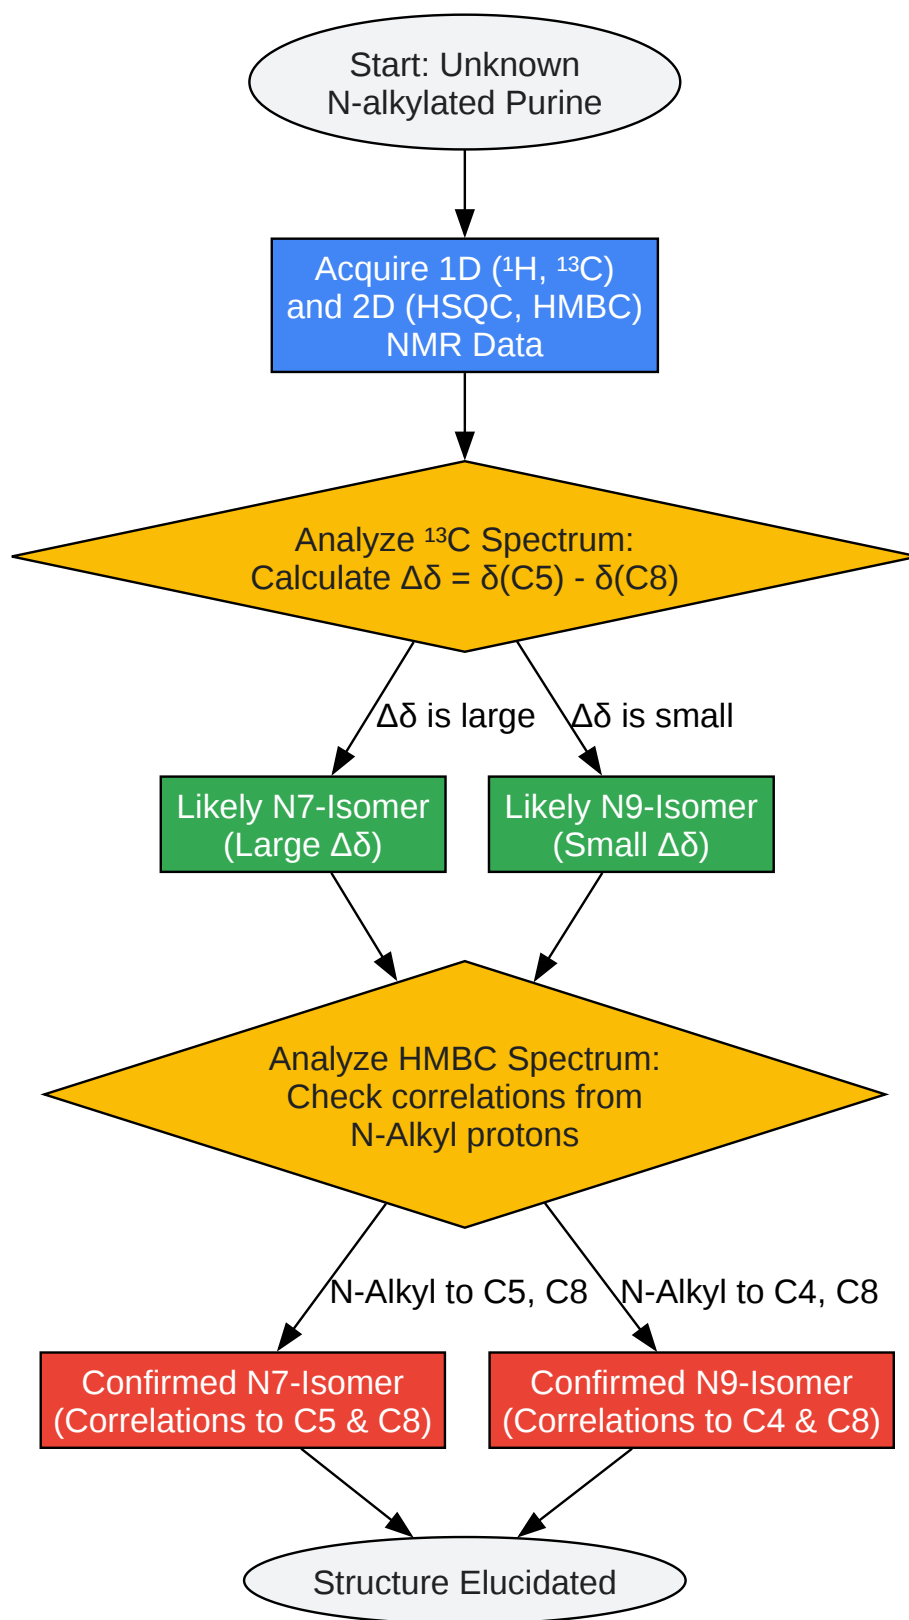 Start: Unknown
N-alkylated Purine
Acquire 1D (¹H, ¹³C)
and 2D (HSQC, HMBC)
NMR Data
Analyze ¹³C Spectrum:
Calculate Δδ = δ(C5) - δ(C8)
Δδ is large
Δδ is small
Likely N7-Isomer
(Large Δδ)
Likely N9-Isomer
(Small Δδ)
Analyze HMBC Spectrum:
Check correlations from
N-Alkyl protons
N-Alkyl to C5, C8
N-Alkyl to C4, C8
Confirmed N7-Isomer
(Correlations to C5 & C8)
Confirmed N9-Isomer
(Correlations to C4 & C8)
Structure Elucidated